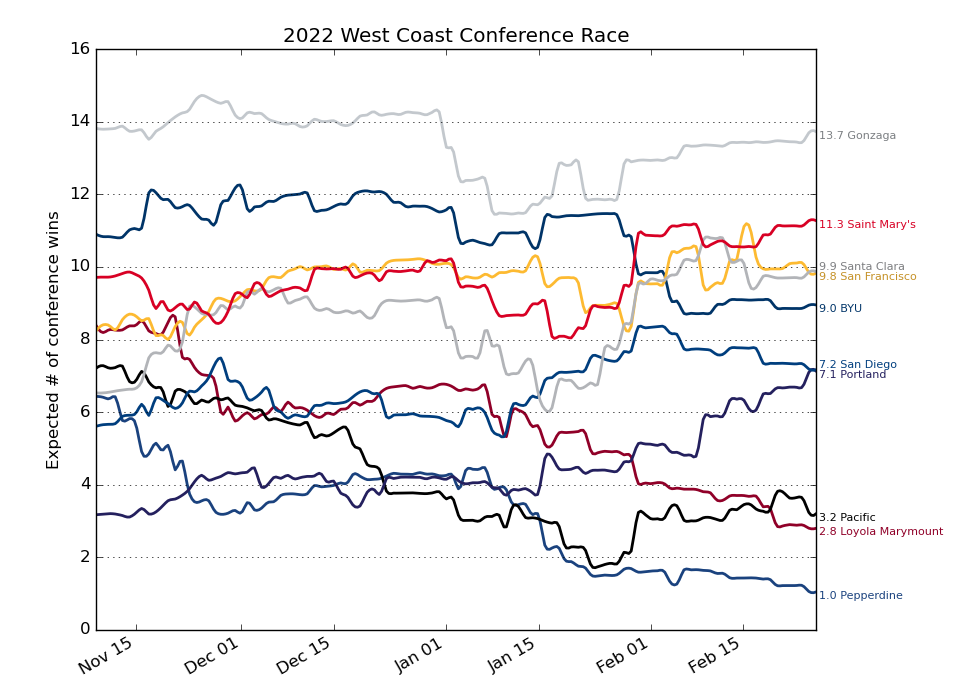 2022 West Coast Conference Race
Expected # of conference wins
16
14
12
10
8
6
4
2
0
Nov 15
Dec 01
Dec 15
Jan 01
Jan 15
Feb 01
Feb 15
13.7 Gonzaga
11.3 Saint Mary's
9.9 Santa Clara
9.8 San Francisco
9.0 BYU
7.2 San Diego
7.1 Portland
3.2 Pacific
2.8 Loyola Marymount
1.0 Pepperdine